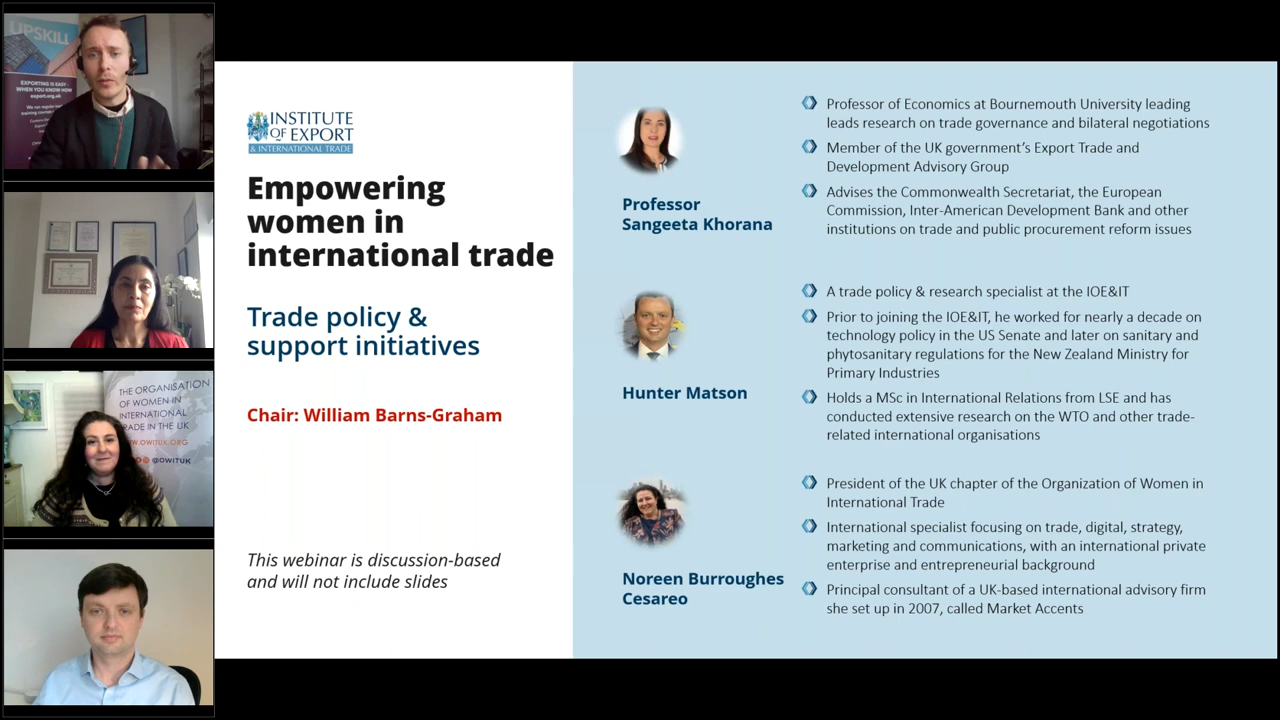 UPSKILL
EXPORTING IS EASY -
WHEN YOU KNOW HOW
export.org.uk
THE ORGANISATION
OF WOMEN IN
INTERNATIONAL
TRADE IN THE UK
.OWITUK.ORG
@OWITUK
INSTITUTE
OF EXPORT
& INTERNATIONAL TRADE
Empowering
women in
international trade
Trade policy &
support initiatives
Chair: William Barns-Graham
This webinar is discussion-based
and will not include slides
Professor
Sangeeta Khorana
Professor of Economics at Bournemouth University leading
leads research on trade governance and bilateral negotiations
Member of the UK government's Export Trade and
Development Advisory Group
Advises the Commonwealth Secretariat, the European
Commission, Inter-American Development Bank and other
institutions on trade and public procurement reform issues
Hunter Matson
A trade policy & research specialist at the IOE&IT
Prior to joining the IOE&IT, he worked for nearly a decade on
technology policy in the US Senate and later on sanitary and
phytosanitary regulations for the New Zealand Ministry for
Primary Industries
Holds a MSc in International Relations from LSE and has
conducted extensive research on the WTO and other trade-
related international organisations
Noreen Burroughes
Cesareo
President of the UK chapter of the Organization of Women in
International Trade
International specialist focusing on trade, digital, strategy,
marketing and communications, with an international private
enterprise and entrepreneurial background
Principal consultant of a UK-based international advisory firm
she set up in 2007, called Market Accents